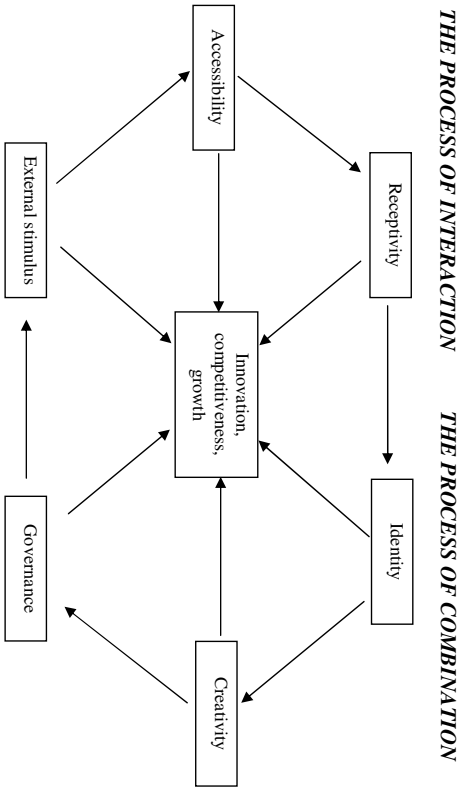 THE PROCESS OF INTERACTION
THE PROCESS OF COMBINATION
Receptivity
Identity
Accessibility
Innovation,
competitiveness,
growth
Creativity
External stimulus
Governance